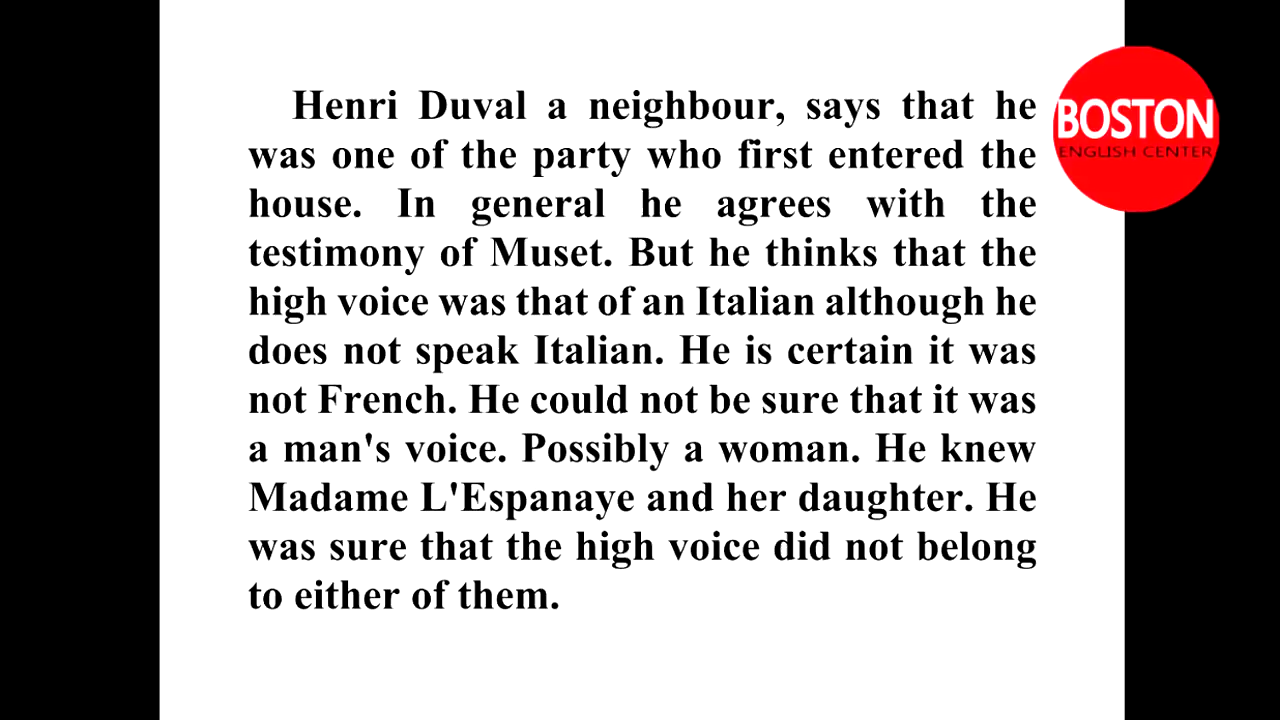 Henri Duval a neighbour, says that he
was one of the party who first entered the
house. In general he agrees with the
testimony of Muset. But he thinks that the
high voice was that of an Italian although he
does not speak Italian. He is certain it was
not French. He could not be sure that it was
a man's voice. Possibly a woman. He knew
Madame L'Espanaye and her daughter. He
was sure that the high voice did not belong
to either of them.
BOSTON
ENGLISH CENTER